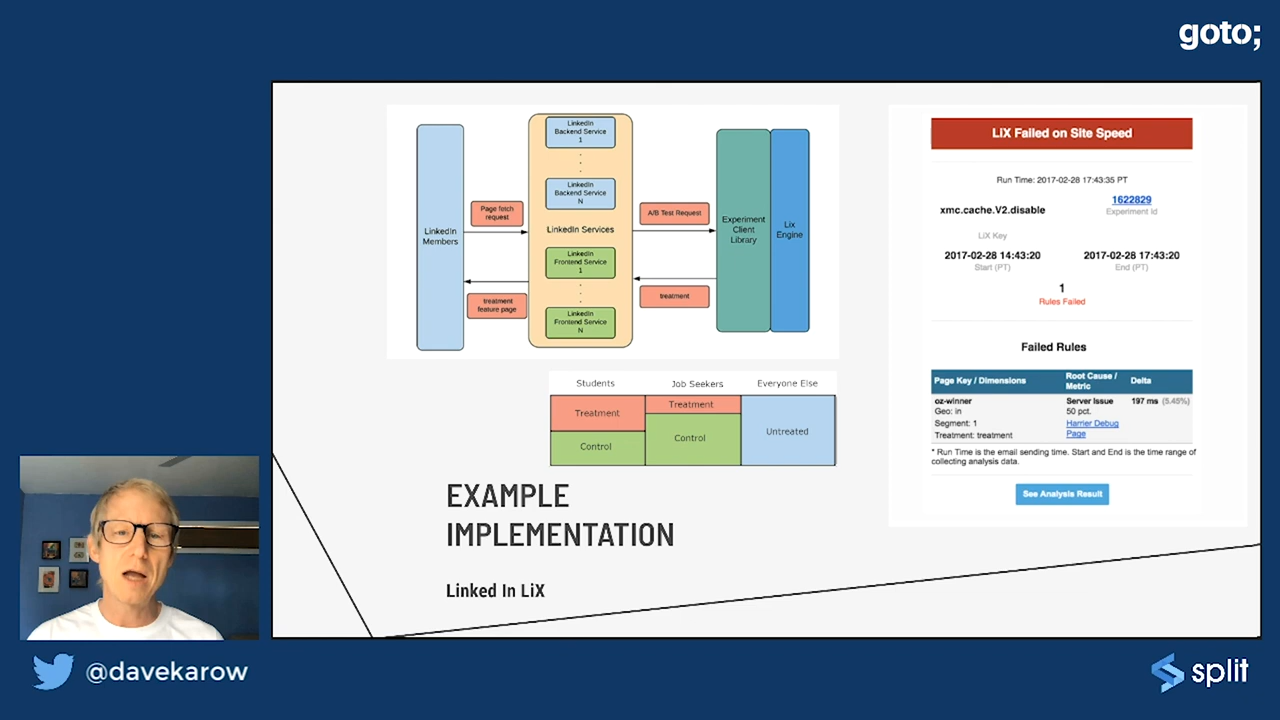 goto;
LinkedIn
Backend Service
1
LinkedIn
Backend Service
N
LinkedIn
Members
Page fetch
request
LinkedIn Services
A/B Test Request
Experiment
Client
Library
Lix
Engine
LinkedIn
Frontend Service
1
treatment
feature page
treatment
LinkedIn
Frontend Service
N
Students
Job Seekers
Everyone Else
Treatment
Treatment
Control
Control
Untreated
EXAMPLE
IMPLEMENTATION
Linked In LiX
LiX Failed on Site Speed
Run Time: 2017-02-28 17:43:35 PT
xmc.cache.V2.disable
LiX Key
1622829
Experiment Id
2017-02-28 14:43:20
Start (PT)
2017-02-28 17:43:20
End (PT)
1
Rules Failed
Failed Rules
Page Key / Dimensions
Root Cause /
Metric
Delta
oz-winner
Geo: in
Segment: 1
Treatment: treatment
Server Issue
50 pct.
Harrier Debug
Page
197 ms (5.45%)
* Run Time is the email sending time. Start and End is the time range of
collecting analysis data.
See Analysis Result
@davekarow
split